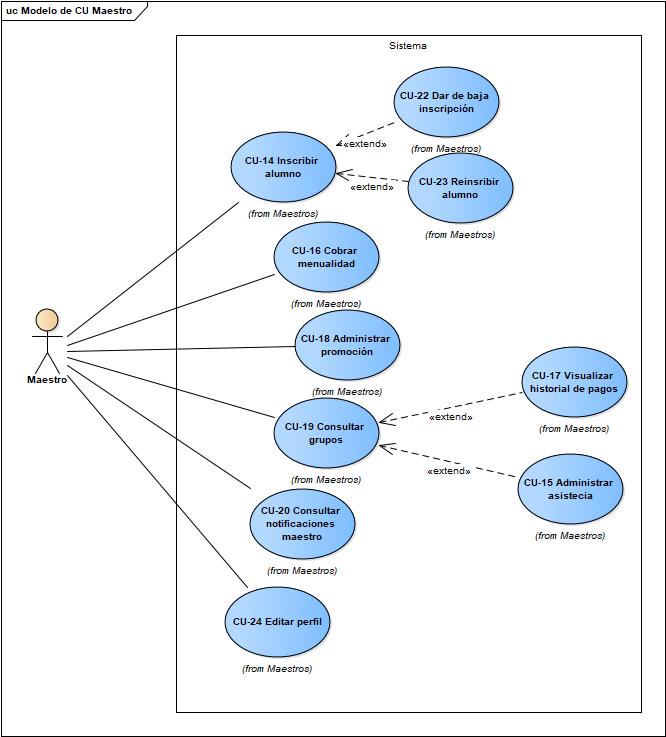 uc Modelo de CU Maestro
Sistema
CU-22 Dar de baja
inscripción
(from Maestros)
«extend»
CU-14 Inscribir
alumno
(from Maestros)
CU-23 Reinsribir
alumno
(from Maestros)
«extend»
CU-16 Cobrar
menualidad
(from Maestros)
CU-18 Administrar
promoción
(from Maestros)
Maestro
CU-17 Visualizar
historial de pagos
(from Maestros)
«extend»
CU-19 Consultar
grupos
(from Maestros)
«extend»
CU-15 Administrar
asistecia
(from Maestros)
CU-20 Consultar
notificaciones
maestro
(from Maestros)
CU-24 Editar perfil
(from Maestros)